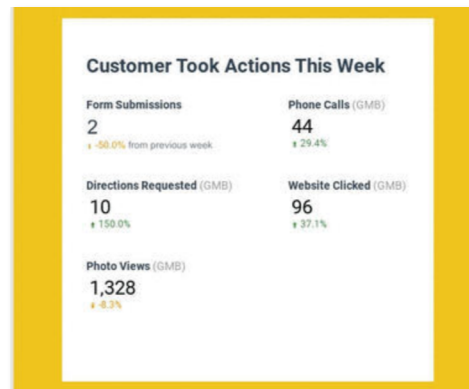 Customer Took Actions This Week
Form Submissions
2
-50.0% from previous week
Phone Calls (GMB)
44
29.4%
Directions Requested (GMB)
10
150.0%
Website Clicked (GMB)
96
37.1%
Photo Views (GMB)
1,328
-8.3%